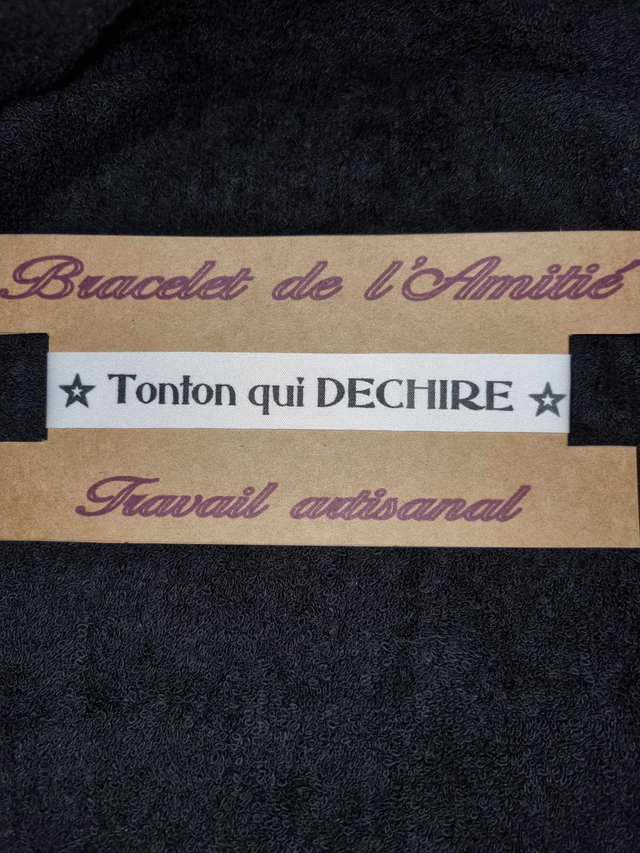 Bracelet de l'Amitié
☆ Tonton qui DECHIRE ☆
Travail artisanal